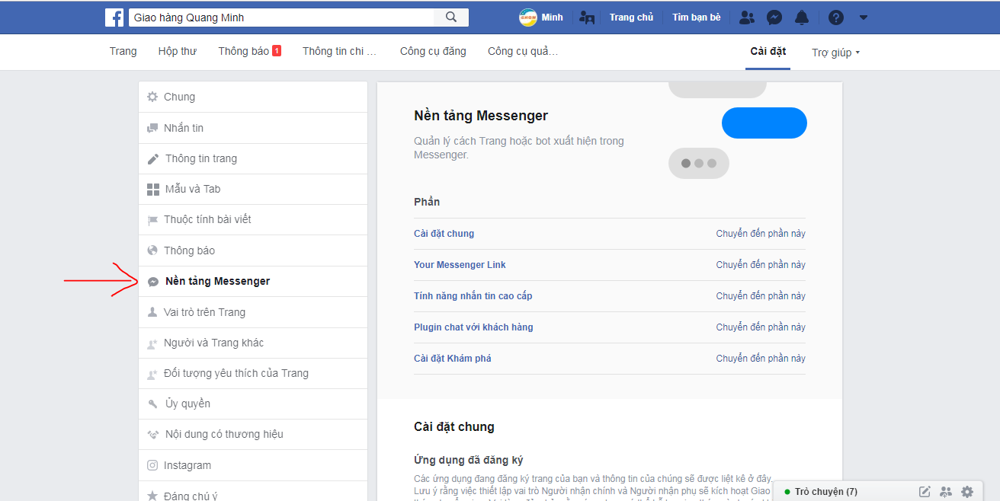 Giao hàng Quang Minh
Minh
Trang chủ
Tìm bạn bè
Trang
Hộp thư
Thông báo 1
Thông tin chi ...
Công cụ đăng
Công cụ quả...
Cài đặt
Trợ giúp
Chung
Nhắn tin
Thông tin trang
Mẫu và Tab
Thuộc tính bài viết
Thông báo
Nền tảng Messenger
Vai trò trên Trang
Người và Trang khác
Đối tượng yêu thích của Trang
Ủy quyền
Nội dung có thương hiệu
Instagram
Đáng chú ý
Nền tảng Messenger
Quản lý cách Trang hoặc bot xuất hiện trong
Messenger.
Phần
Cài đặt chung
Chuyển đến phần này
Your Messenger Link
Chuyển đến phần này
Tính năng nhắn tin cao cấp
Chuyển đến phần này
Plugin chat với khách hàng
Chuyển đến phần này
Cài đặt Khám phá
Chuyển đến phần này
Cài đặt chung
Ứng dụng đã đăng ký
Các ứng dụng đang đăng ký trang của bạn và thông tin của chúng sẽ được liệt kê ở đây.
Lưu ý rằng việc thiết lập vai trò Người nhận chính và Người nhận phụ sẽ kích hoạt Giao
Trò chuyện (7)